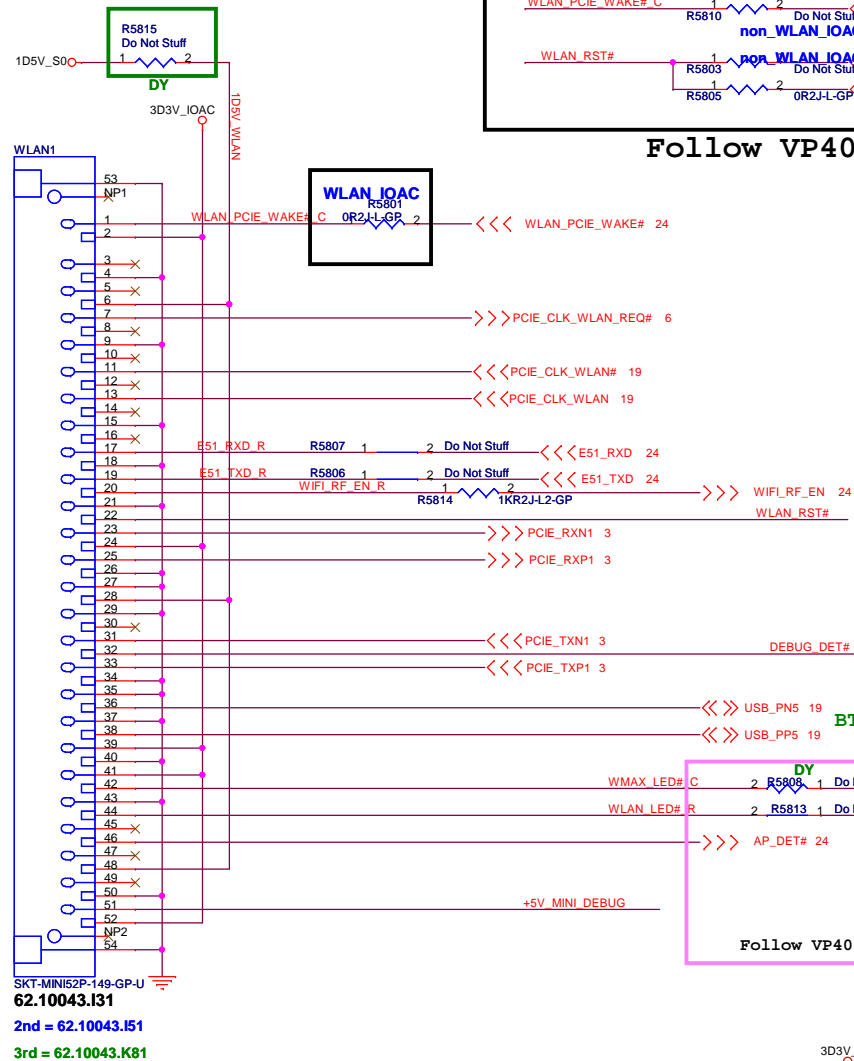 WLAN_PCIE_WAKE#_C
1 2
R5810 Do Not Stuf
non_WLAN_IOAC
R5815
Do Not Stuff
1 2
1D5V_S0
DY
WLAN_RST#
non_WLAN_IOAC
1 2
R5803 Do Not Stuf
1 2
R5805 0R2J-L-GP
3D3V_IOAC
1D5V_WLAN
Follow VP40
WLAN1
53
NP1
WLAN_IOAC
R5801
1 WLAN_PCIE_WAKE#_C 1 0R2J-L-GP 2 WLAN_PCIE_WAKE# 24
2
3
4
5
6
7 PCIE_CLK_WLAN_REQ# 6
8
9
10
11 PCIE_CLK_WLAN# 19
12
13 PCIE_CLK_WLAN 19
14
15
16
17 E51_RXD_R R5807 1 2 Do Not Stuff E51_RXD 24
18
19 E51_TXD_R R5806 1 2 Do Not Stuff E51_TXD 24
20 WIFI_RF_EN_R R5814 1 2 1KR2J-L2-GP WIFI_RF_EN 24
21
22 WLAN_RST#
23 PCIE_RXN1 3
24
25 PCIE_RXP1 3
26
27
28
29
30
31 PCIE_TXN1 3
32 DEBUG_DET#
33 PCIE_TXP1 3
34
35
36 USB_PN5 19
37 BT
38 USB_PP5 19
39
40
41 DY
42 WMAX_LED#_C 2 R5808 1
43
44 WLAN_LED#_R 2 R5813 1
45
46 AP_DET# 24
47
48
49
50
51 +5V_MINI_DEBUG
52
NP2
54 Follow VP40
SKT-MINI52P-149-GP-U
62.10043.I31
2nd = 62.10043.I51
3rd = 62.10043.K81
3D3V_